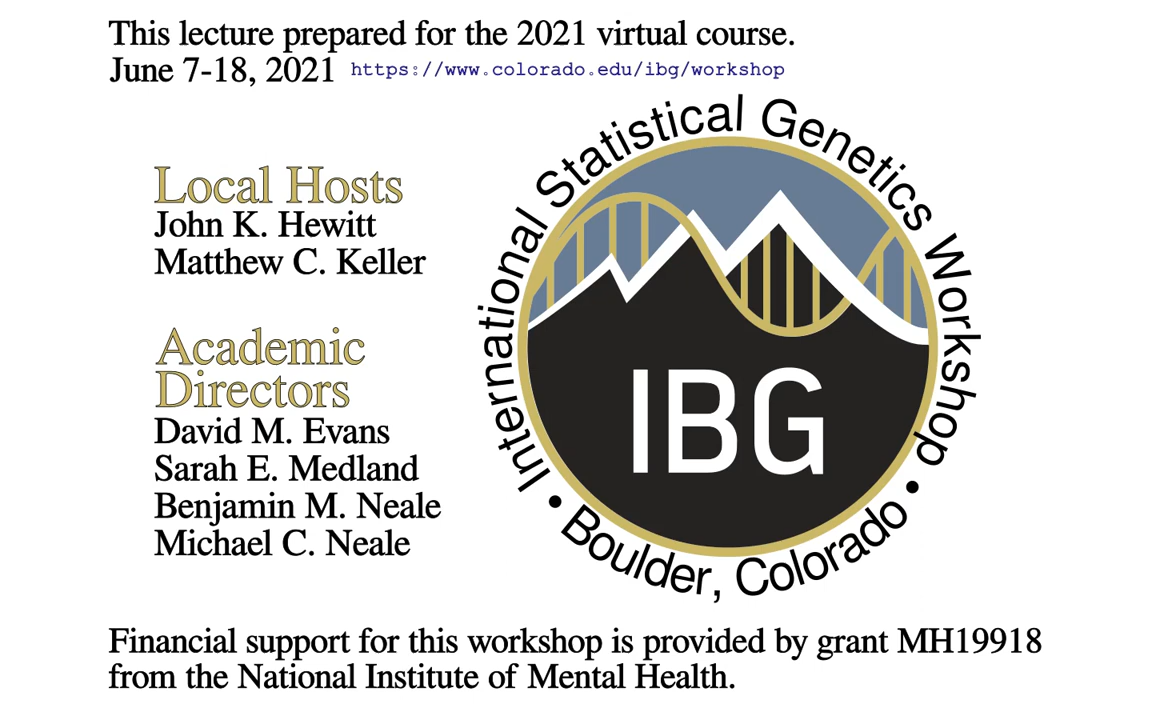 This lecture prepared for the 2021 virtual course.
June 7-18, 2021 https://www.colorado.edu/ibg/workshop
Local Hosts
John K. Hewitt
Matthew C. Keller
Academic
Directors
David M. Evans
Sarah E. Medland
Benjamin M. Neale
Michael C. Neale
International Statistical Genetics Workshop
• Boulder, Colorado •
IBG
Financial support for this workshop is provided by grant MH19918
from the National Institute of Mental Health.